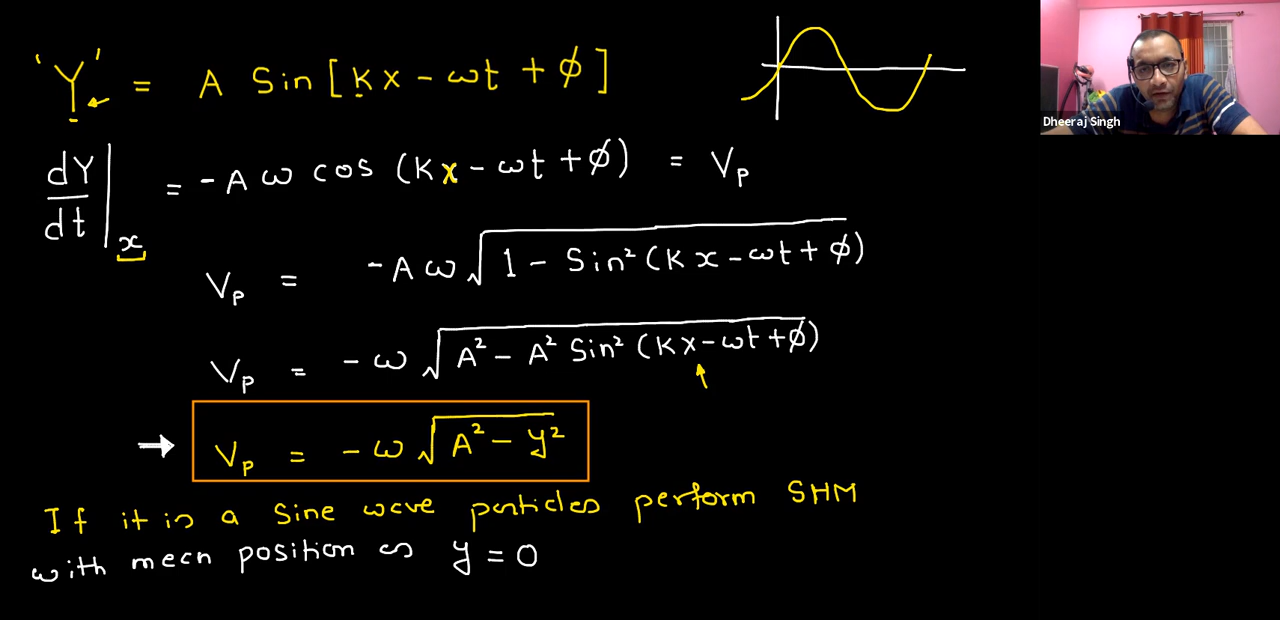 'Y' = A Sin [Kx - ωt + ϕ]
Dheeraj Singh
dY/dt |x = -Aω cos (Kx - ωt + ϕ) = Vp
Vp = -Aω√(1 - Sin² (Kx - ωt + ϕ))
Vp = -ω√(A² - A² Sin² (Kx - ωt + ϕ))
→ Vp = -ω√(A² - y²)
If it is a Sine wave particles perform SHM
with mean position as y = 0